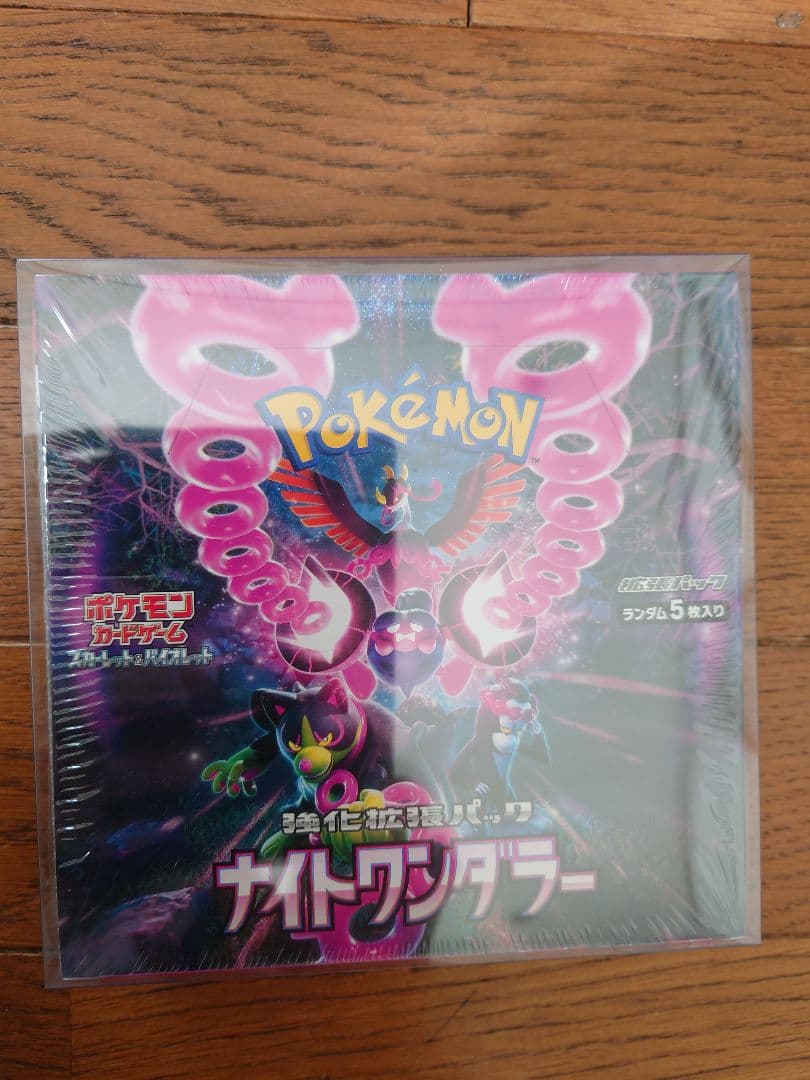 POKéMON
TM
拡張パック
ランダム5枚入り
ポケモン
カードゲーム
スカーレット&バイオレット
強化拡張パック
ナイトワンダラー